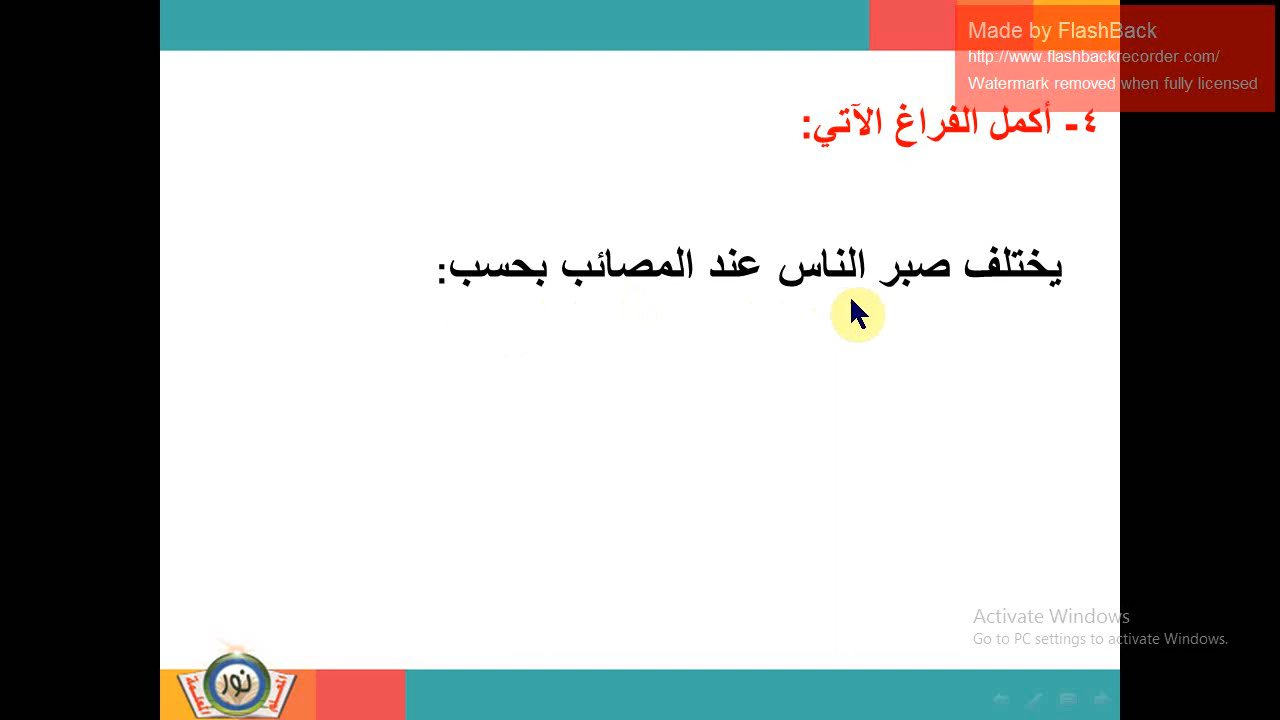 Made by FlashBack
http://www.flashbackrecorder.com/
Watermark removed when fully licensed
٤- أكمل الفراغ الآتي:
يختلف صبر الناس عند المصائب بحسب:
Activate Windows
Go to PC settings to activate Windows.
نور